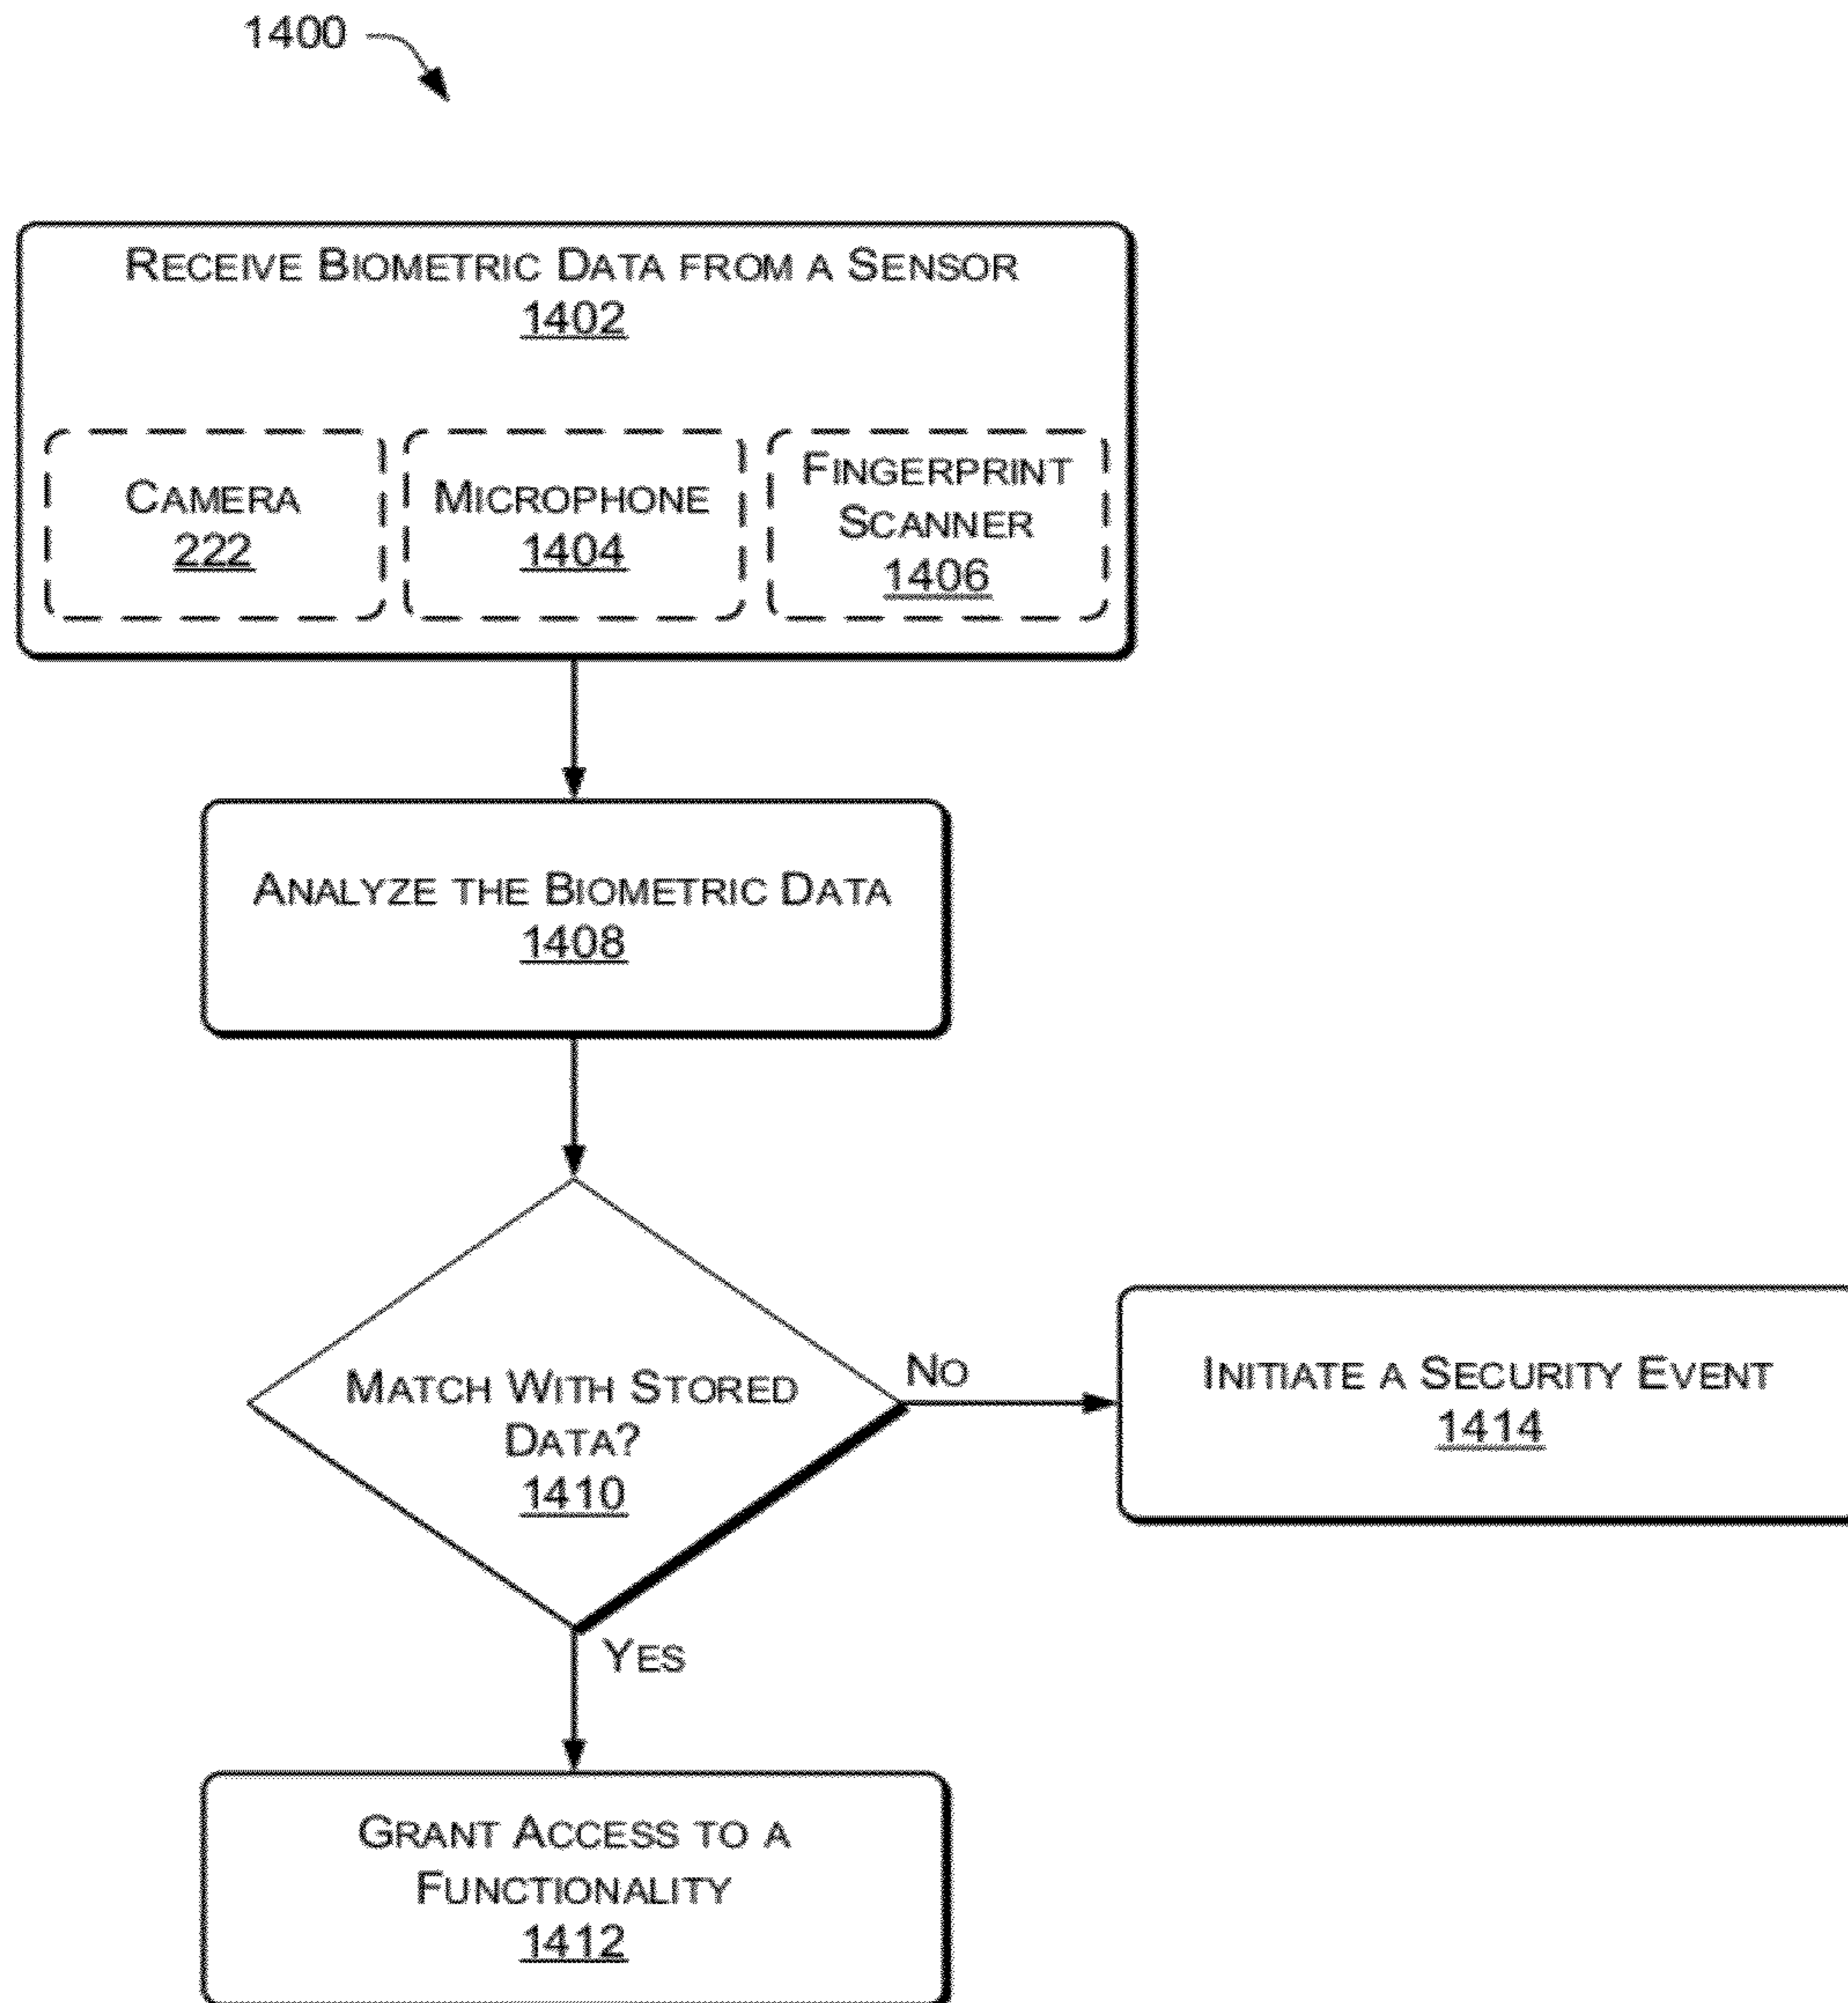 1400
RECEIVE BIOMETRIC DATA FROM A SENSOR
1402
CAMERA
222
MICROPHONE
1404
FINGERPRINT
SCANNER
1406
ANALYZE THE BIOMETRIC DATA
1408
MATCH WITH STORED
DATA?
1410
NO
INITIATE A SECURITY EVENT
1414
YES
GRANT ACCESS TO A
FUNCTIONALITY
1412